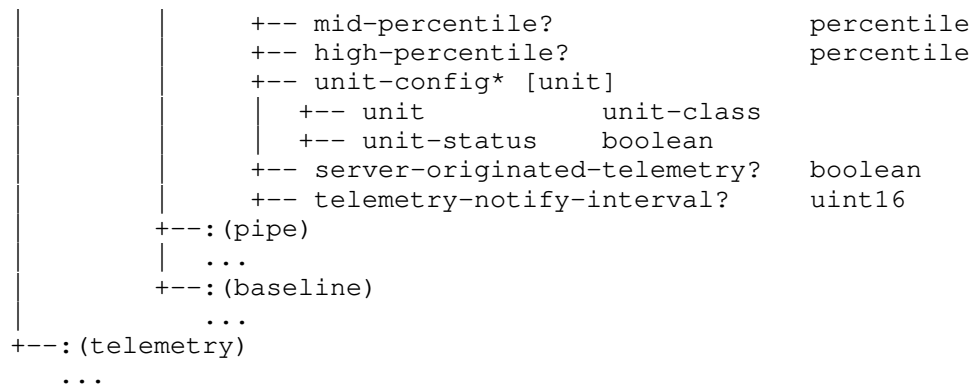 |        |     +-- mid-percentile?                percentile
|        |     +-- high-percentile?               percentile
|        |     +-- unit-config* [unit]
|        |     |  +-- unit           unit-class
|        |     |  +-- unit-status    boolean
|        |     +-- server-originated-telemetry?   boolean
|        |     +-- telemetry-notify-interval?     uint16
|        +--:(pipe)
|        |  ...
|        +--:(baseline)
|           ...
+--:(telemetry)
   ...